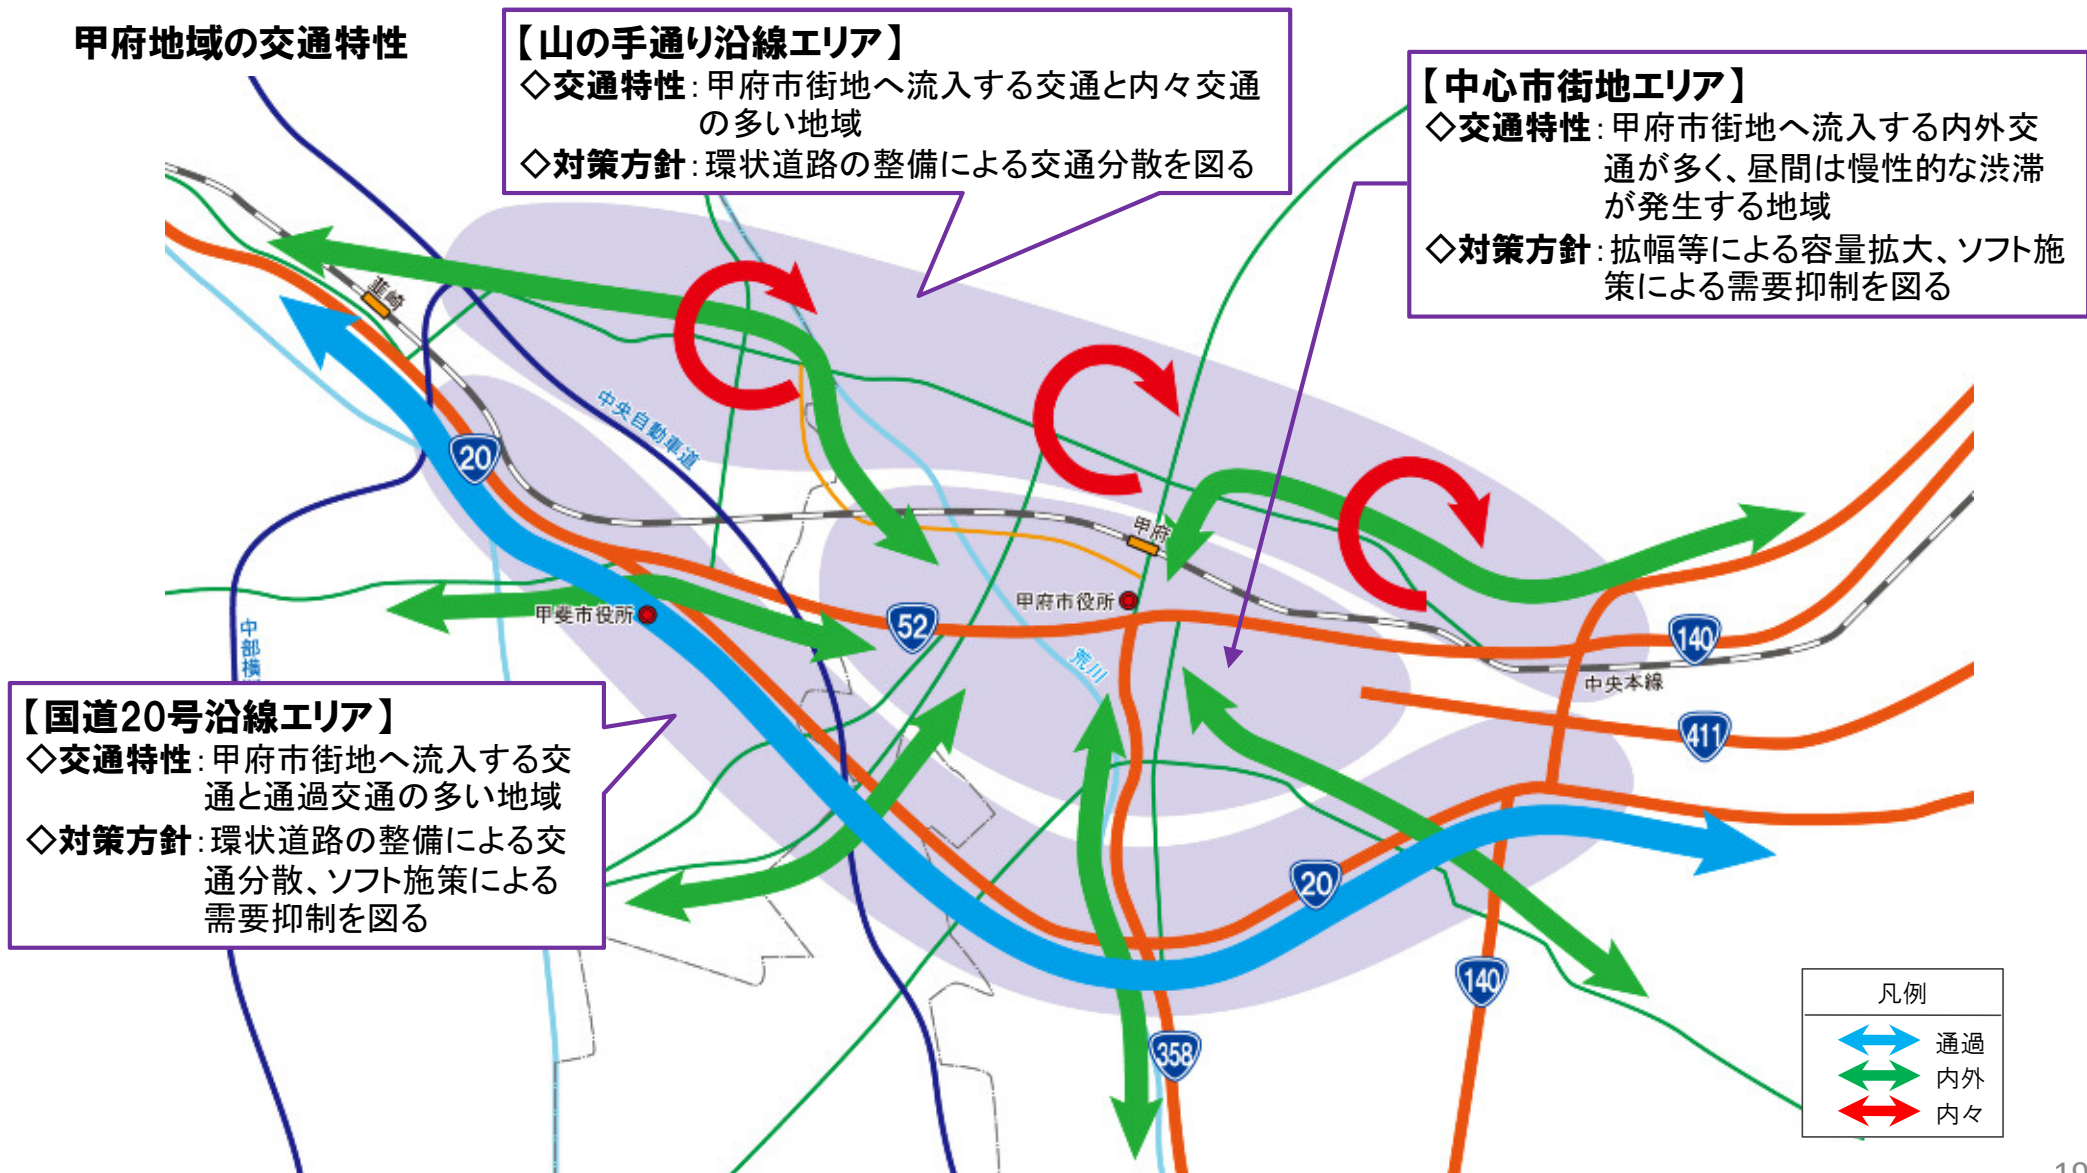 甲府地域の交通特性
【山の手通り沿線エリア】
◇交通特性：甲府市街地へ流入する交通と内々交通
の多い地域
◇対策方針：環状道路の整備による交通分散を図る
【中心市街地エリア】
◇交通特性：甲府市街地へ流入する内外交
通が多く、昼間は慢性的な渋滞
が発生する地域
◇対策方針：拡幅等による容量拡大、ソフト施
策による需要抑制を図る
韮崎
中央自動車道
20
甲府
甲斐市役所
甲府市役所
52
荒川
140
中央本線
411
中部横
【国道20号沿線エリア】
◇交通特性：甲府市街地へ流入する交
通と通過交通の多い地域
◇対策方針：環状道路の整備による交
通分散、ソフト施策による
需要抑制を図る
20
140
358
凡例
通過
内外
内々